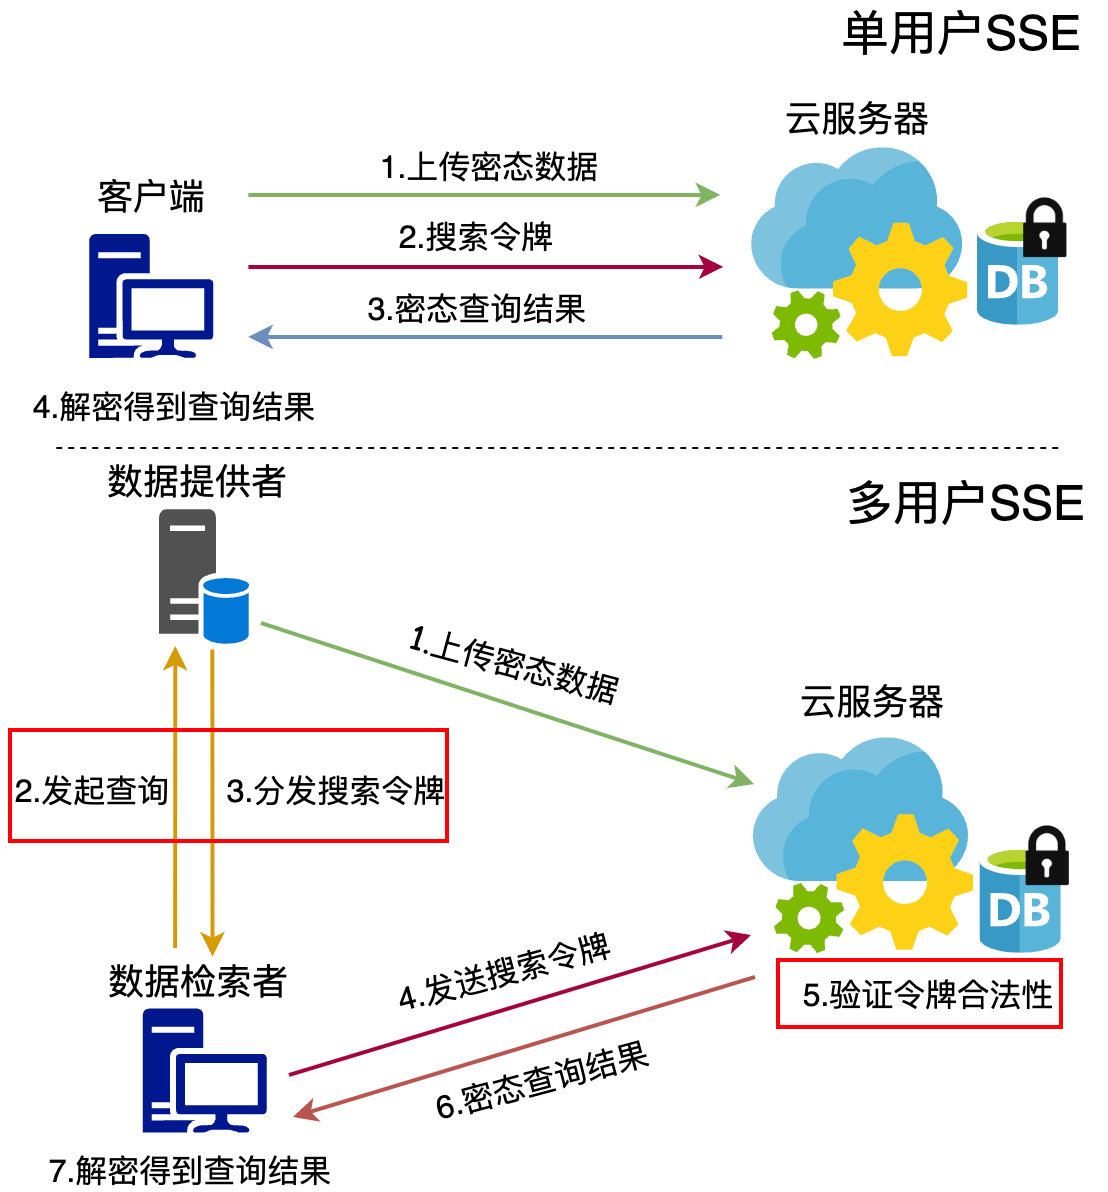 单用户SSE
云服务器
1.上传密态数据
客户端
2.搜索令牌
DB
3.密态查询结果
4.解密得到查询结果
数据提供者
多用户SSE
1.上传密态数据
云服务器
2.发起查询
3.分发搜索令牌
DB
数据检索者
4.发送搜索令牌
5.验证令牌合法性
6.密态查询结果
7.解密得到查询结果